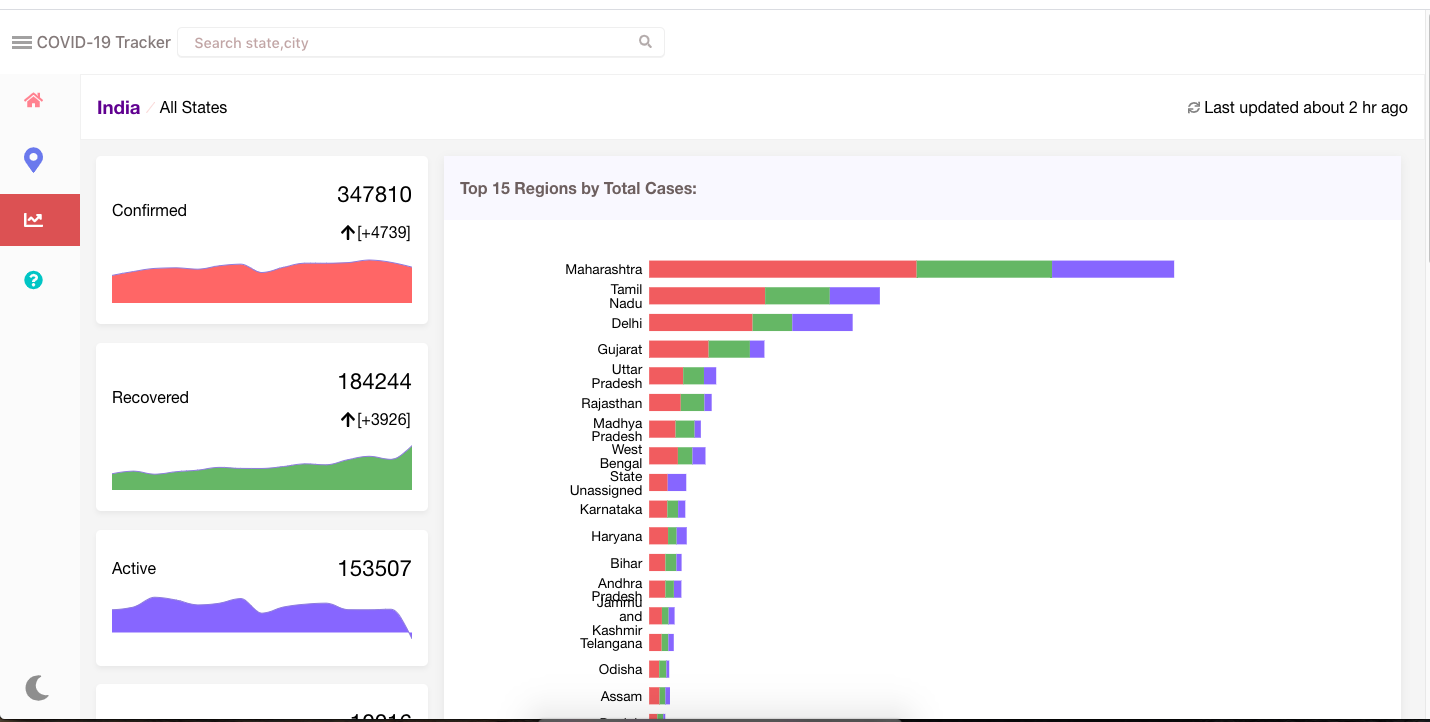 COVID-19 Tracker
Search state,city
India / All States
Last updated about 2 hr ago
Confirmed
347810
[+4739]
Recovered
184244
[+3926]
Active
153507
Top 15 Regions by Total Cases:
Maharashtra
Tamil
Nadu
Delhi
Gujarat
Uttar
Pradesh
Rajasthan
Madhya
Pradesh
West
Bengal
State
Unassigned
Karnataka
Haryana
Bihar
Andhra
Pradesh
Jammu
and
Kashmir
Telangana
Odisha
Assam